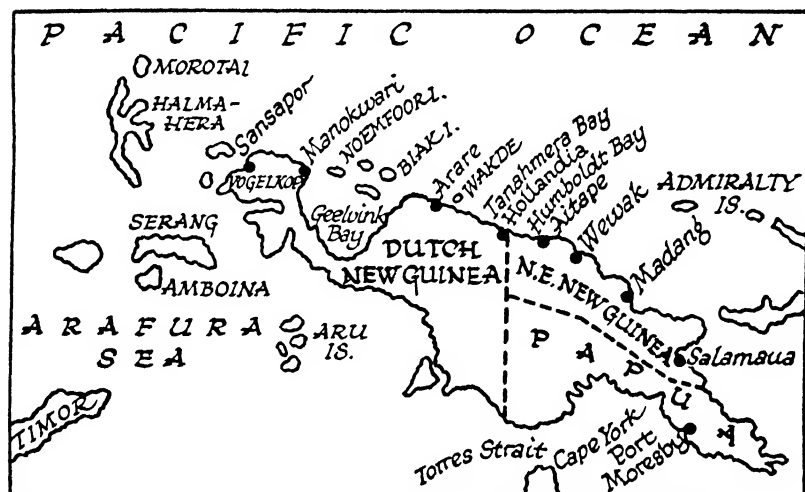 PACIFIC OCEAN
MOROTAI
HALMA-
HERA
Sansapor
Manokwari
NOEMFOOR I.
BIAK I.
Arare
WAKDE
Tanahmera Bay
Hollandia
Humboldt Bay
Aitape
Wewak
Madang
ADMIRALTY
IS.
VOGELKOP
Geelvink
Bay
SERANG
AMBOINA
DUTCH
NEW GUINEA
N.E. NEW GUINEA
ARAFURA
SEA
ARU
IS.
PAPUA
Salamaua
TIMOR
Torres Strait
Cape York
Port
Moresby